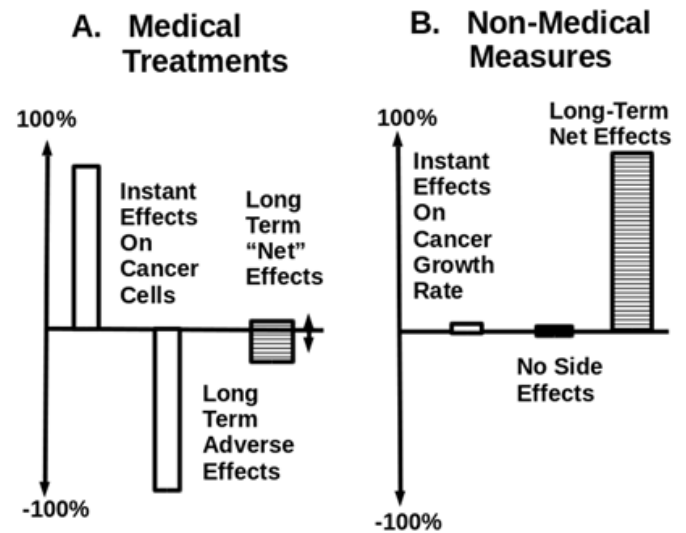 A. Medical
Treatments
100%
Instant
Effects
On
Cancer
Cells
Long
Term
“Net”
Effects
Long
Term
Adverse
Effects
-100%
B. Non-Medical
Measures
100%
Long-Term
Net Effects
Instant
Effects
On
Cancer
Growth
Rate
No Side
Effects
-100%